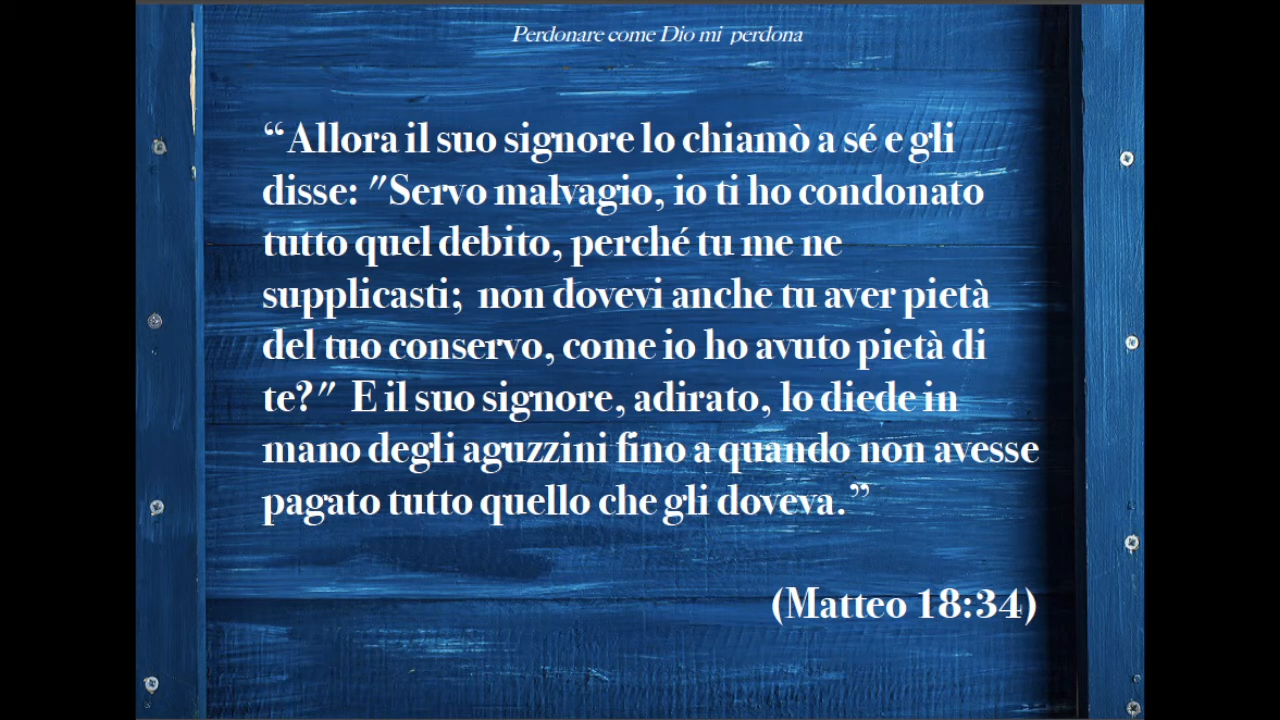 Perdonare come Dio mi perdona
“Allora il suo signore lo chiamò a sé e gli
disse: "Servo malvagio, io ti ho condonato
tutto quel debito, perché tu me ne
supplicasti; non dovevi anche tu aver pietà
del tuo conservo, come io ho avuto pietà di
te?" E il suo signore, adirato, lo diede in
mano degli aguzzini fino a quando non avesse
pagato tutto quello che gli doveva.”
(Matteo 18:34)